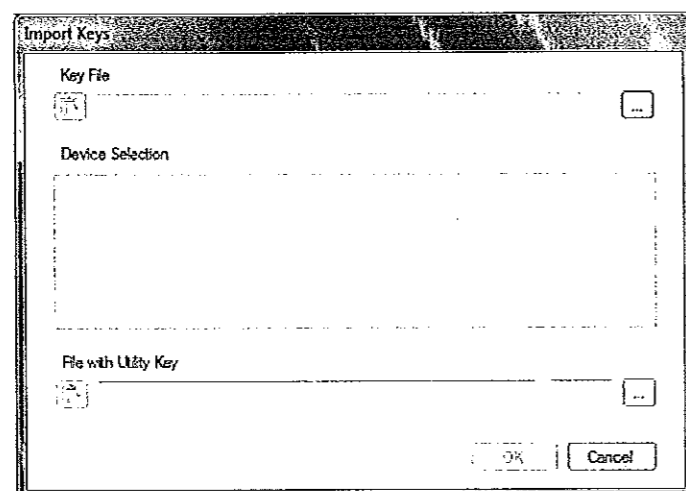 Import Keys
Key File
...
Device Selection
File with Utility Key
...
OK Cancel